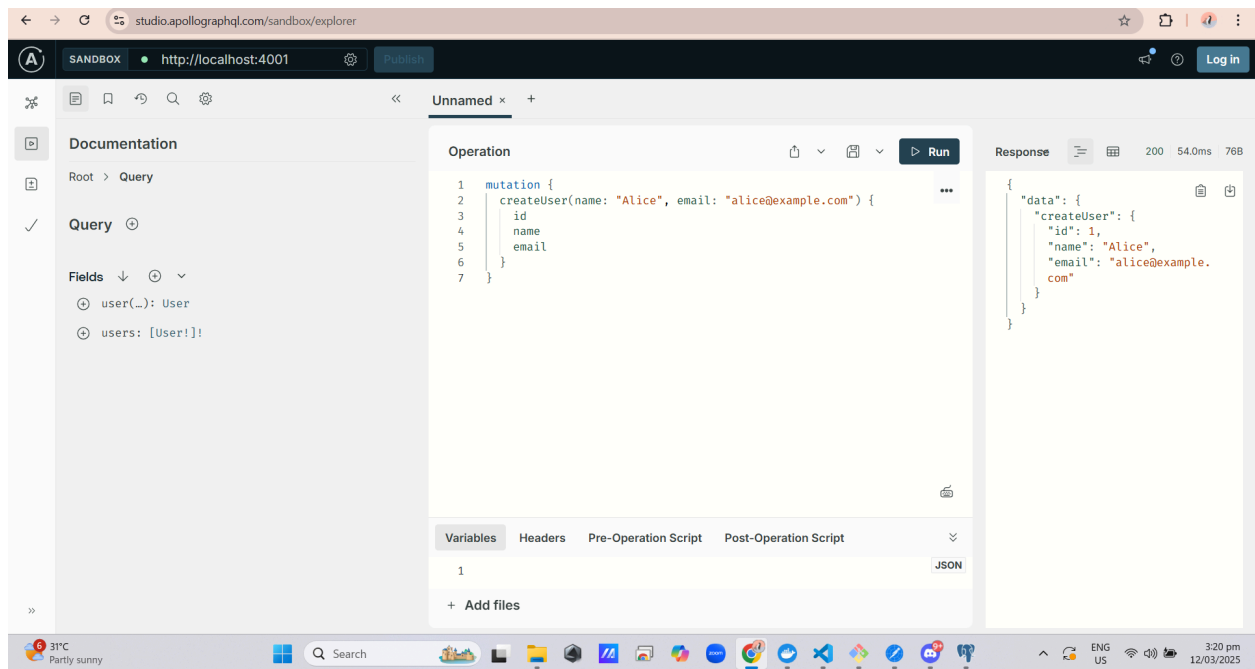 studio.apollographql.com/sandbox/explorer
SANDBOX
http://localhost:4001
Publish
Log in
Documentation
Root > Query
Query
Fields
user(…): User
users: [User!]!
Unnamed × +
Operation
Run
1 mutation {
2 createUser(name: "Alice", email: "alice@example.com") {
3 id
4 name
5 email
6 }
7 }
Variables Headers Pre-Operation Script Post-Operation Script
1
JSON
+ Add files
Response 200 54.0ms 76B
{
"data": {
"createUser": {
"id": 1,
"name": "Alice",
"email": "alice@example.
com"
}
}
}
6
31°C
Partly sunny
Search
zoom
9+
ENG
US
3:20 pm
12/03/2025